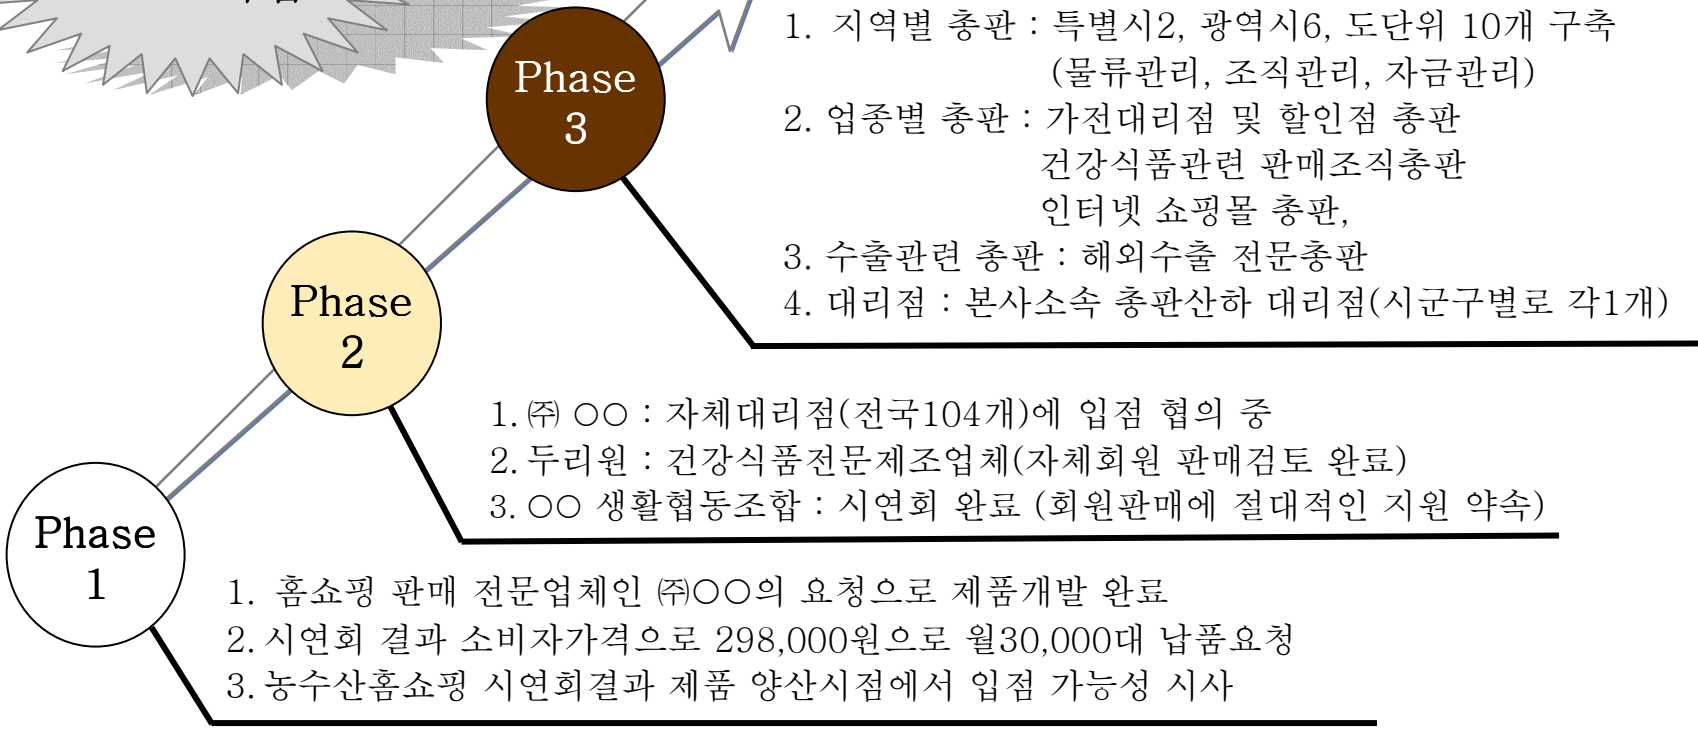 Phase
3
1. 지역별 총판 : 특별시2, 광역시6, 도단위 10개 구축
(물류관리, 조직관리, 자금관리)
2. 업종별 총판 : 가전대리점 및 할인점 총판
건강식품관련 판매조직총판
인터넷 쇼핑몰 총판,
3. 수출관련 총판 : 해외수출 전문총판
4. 대리점 : 본사소속 총판산하 대리점(시군구별로 각1개)
Phase
2
1. ㈜ ○○ : 자체대리점(전국104개)에 입점 협의 중
2. 두리원 : 건강식품전문제조업체(자체회원 판매검토 완료)
3. ○○ 생활협동조합 : 시연회 완료 (회원판매에 절대적인 지원 약속)
Phase
1
1. 홈쇼핑 판매 전문업체인 ㈜○○의 요청으로 제품개발 완료
2. 시연회 결과 소비자가격으로 298,000원으로 월30,000대 납품요청
3. 농수산홈쇼핑 시연회결과 제품 양산시점에서 입점 가능성 시사